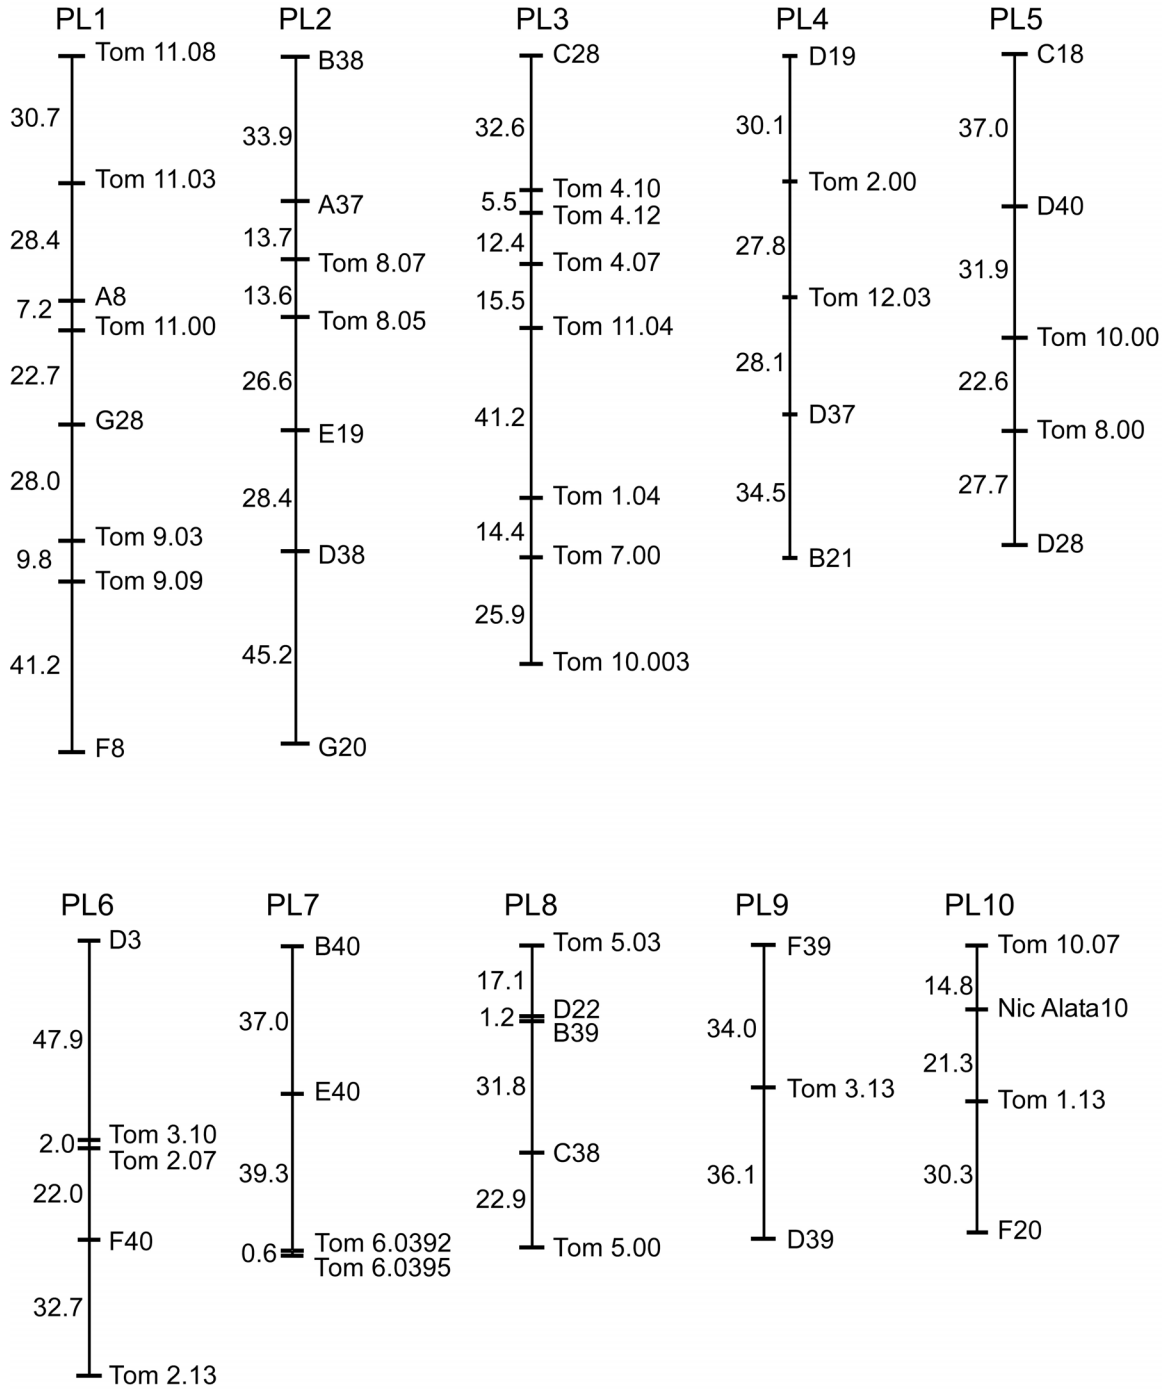 PL1
Tom 11.08
30.7
Tom 11.03
28.4
A8
7.2
Tom 11.00
22.7
G28
28.0
Tom 9.03
9.8
Tom 9.09
41.2
F8
PL2
B38
33.9
A37
13.7
Tom 8.07
13.6
Tom 8.05
26.6
E19
28.4
D38
45.2
G20
PL3
C28
32.6
Tom 4.10
5.5
Tom 4.12
12.4
Tom 4.07
15.5
Tom 11.04
41.2
Tom 1.04
14.4
Tom 7.00
25.9
Tom 10.003
PL4
D19
30.1
Tom 2.00
27.8
Tom 12.03
28.1
D37
34.5
B21
PL5
C18
37.0
D40
31.9
Tom 10.00
22.6
Tom 8.00
27.7
D28
PL6
D3
47.9
Tom 3.10
2.0
Tom 2.07
22.0
F40
32.7
Tom 2.13
PL7
B40
37.0
E40
39.3
Tom 6.0392
0.6
Tom 6.0395
PL8
Tom 5.03
17.1
D22
1.2
B39
31.8
C38
22.9
Tom 5.00
PL9
F39
34.0
Tom 3.13
36.1
D39
PL10
Tom 10.07
14.8
Nic Alata10
21.3
Tom 1.13
30.3
F20